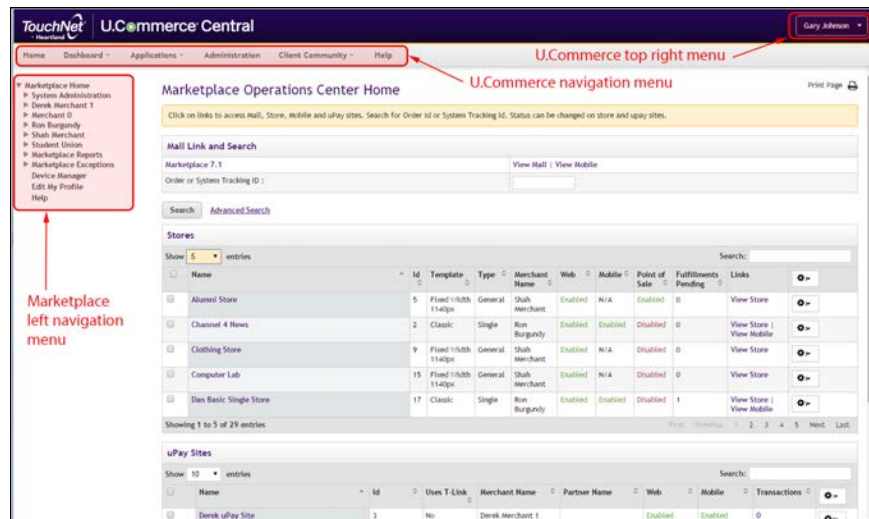 TouchNet U.Commerce Central
Heartland
Gary Johnson
Home Dashboard Applications Administration Client Community Help
U.Commerce top right menu
U.Commerce navigation menu
Marketplace Home
System Administration
Derek Merchant 1
Merchant 0
Ron Burgundy
Shah Merchant
Student Union
Marketplace Reports
Marketplace Exceptions
Device Manager
Edit My Profile
Help
Marketplace
left navigation
menu
Marketplace Operations Center Home
Print Page
Click on links to access Mall, Store, Mobile and uPay sites. Search for Order Id or System Tracking Id. Status can be changed on store and upay sites.
Mall Link and Search
Marketplace 7.1 View Mall | View Mobile
Order or System Tracking ID :
Search Advanced Search
Stores
Show 5 entries Search:
Name Id Template Type Merchant Name Web Mobile Point of Sale Fulfillments Pending Links
Alumni Store 5 Fixed Width 1140px General Shah Merchant Enabled N/A Enabled 0 View Store
Channel 4 News 2 Classic Single Ron Burgundy Enabled Enabled Disabled 0 View Store | View Mobile
Clothing Store 9 Fixed Width 1140px General Shah Merchant Enabled N/A Disabled 0 View Store
Computer Lab 15 Fixed Width 1140px General Shah Merchant Enabled N/A Disabled 0 View Store
Dan Basic Single Store 17 Classic Single Ron Burgundy Enabled Enabled Disabled 1 View Store | View Mobile
Showing 1 to 5 of 29 entries First Previous 1 2 3 4 5 Next Last
uPay Sites
Show 10 entries Search:
Name Id Uses T-Link Merchant Name Partner Name Web Mobile Transactions
Derek uPay Site 3 No Derek Merchant 1 Enabled Enabled 0